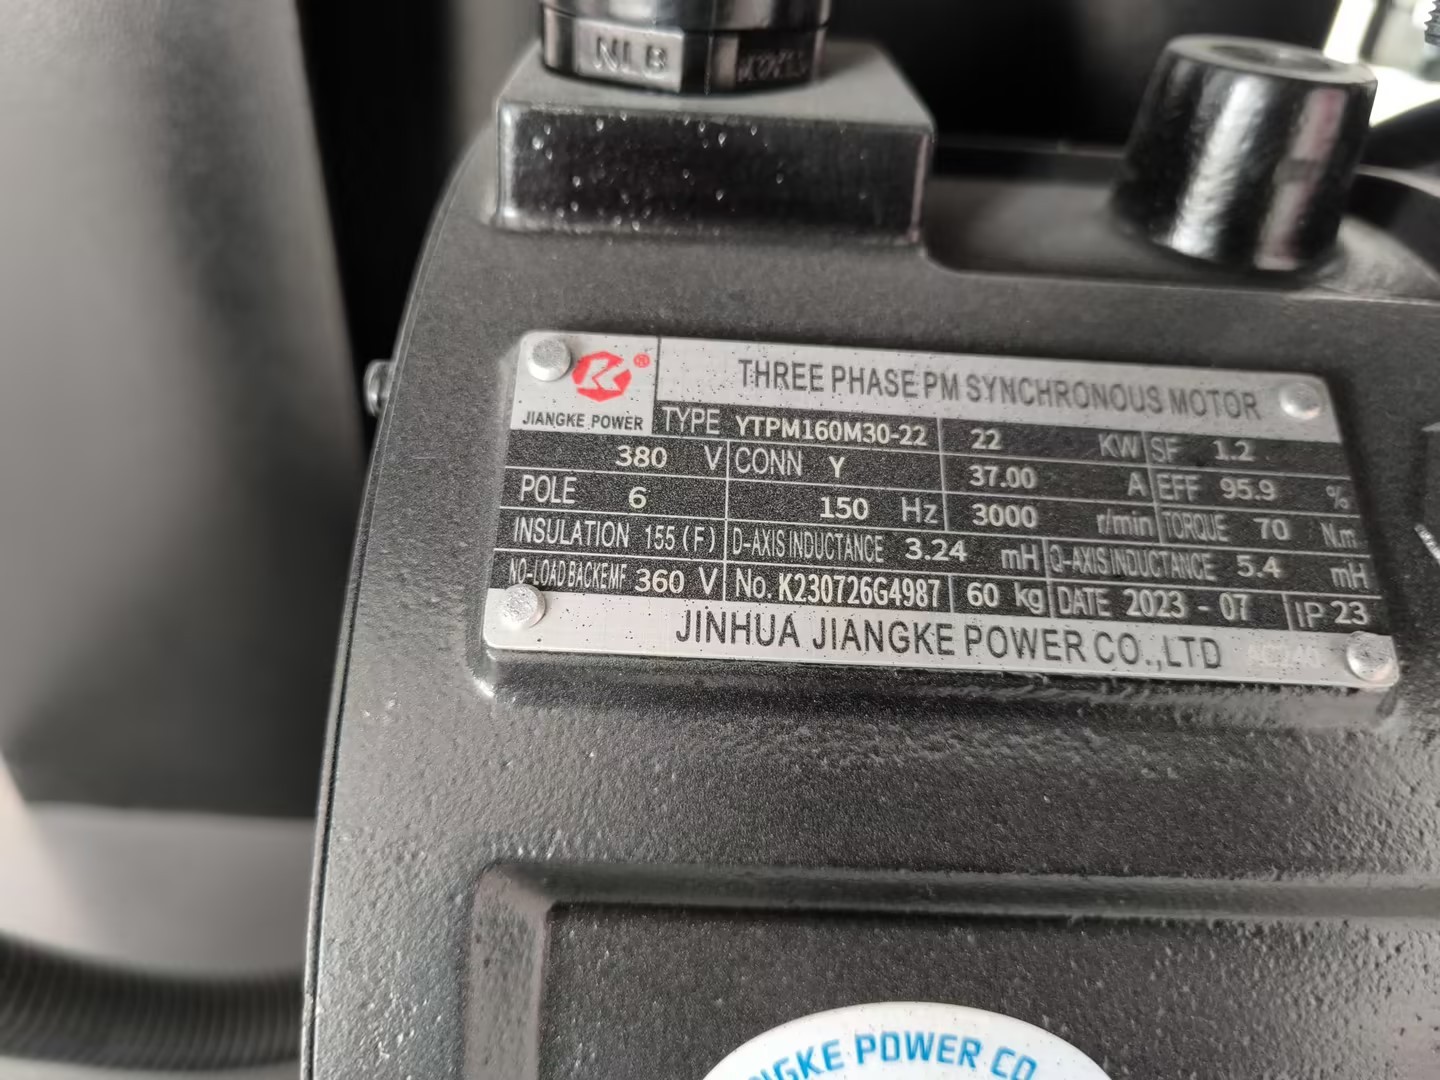 NLB
®
JIANGKE POWER
THREE PHASE PM SYNCHRONOUS MOTOR
TYPE YTPM160M30-22 22 KW SF 1.2
380 V CONN Y 37.00 A EFF 95.9 %
POLE 6 150 Hz 3000 r/min TORQUE 70 N.m
INSULATION 155(F) D-AXIS INDUCTANCE 3.24 mH Q-AXIS INDUCTANCE 5.4 mH
NO-LOAD BACK EMF 360 V No. K230726G4987 60 kg DATE 2023-07 IP 23
JINHUA JIANGKE POWER CO.,LTD
NGKE POWER CO